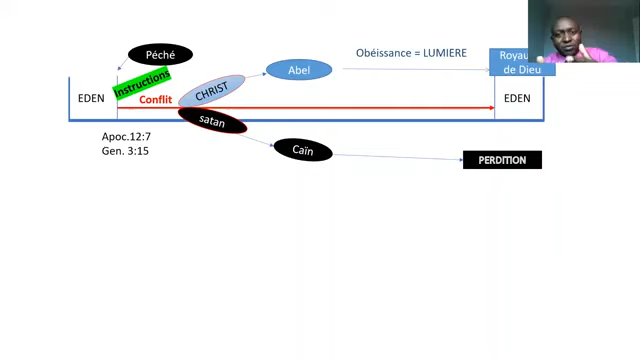 Péché
Obéissance = LUMIERE
Royau
de Dieu
Instructions
Abel
EDEN
Conflit
CHRIST
EDEN
satan
Apoc.12:7
Gen. 3:15
Caïn
PERDITION